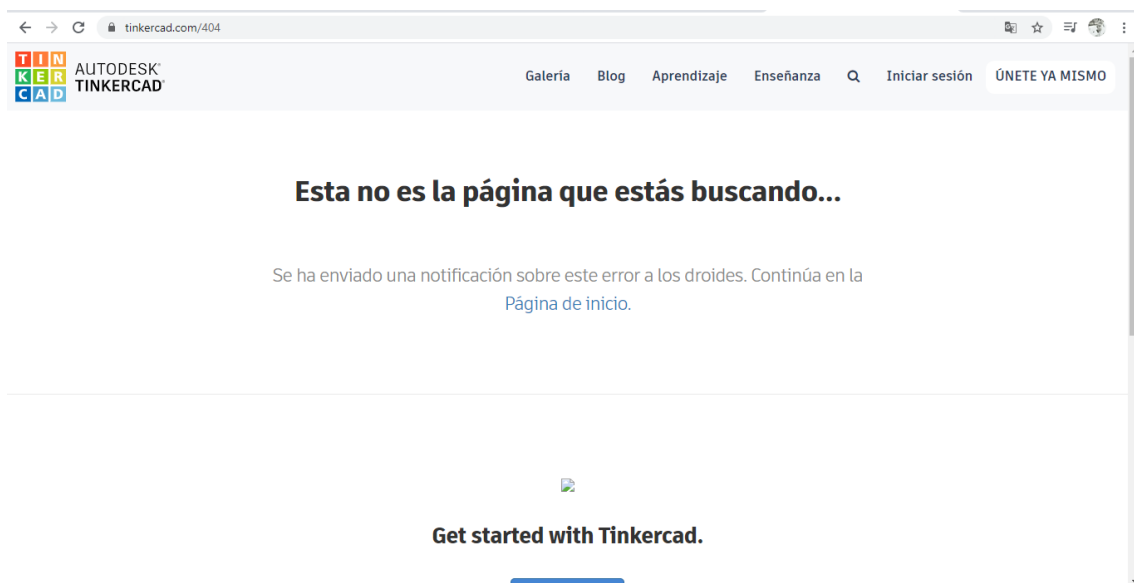 tinkercad.com/404
TIN
KER
CAD
AUTODESK®
TINKERCAD®
Galería Blog Aprendizaje Enseñanza Iniciar sesión ÚNETE YA MISMO
Esta no es la página que estás buscando...
Se ha enviado una notificación sobre este error a los droides. Continúa en la
Página de inicio.
Get started with Tinkercad.